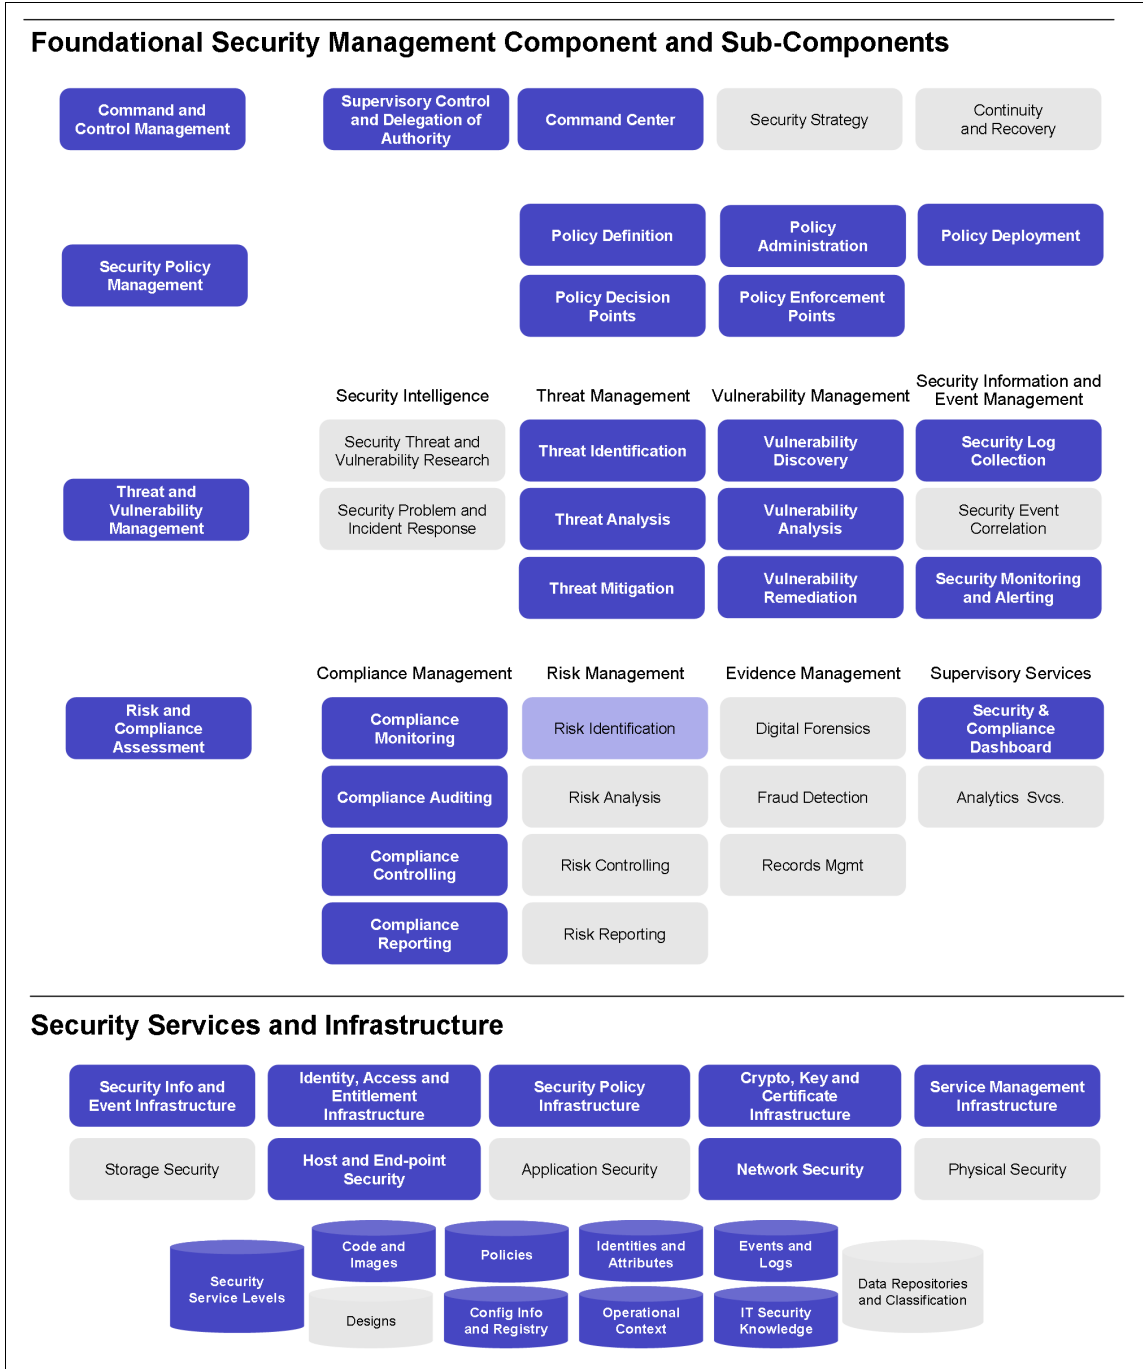 Foundational Security Management Component and Sub-Components
Command and
Control Management
Supervisory Control
and Delegation of
Authority
Command Center
Security Strategy
Continuity
and Recovery
Security Policy
Management
Policy Definition
Policy
Administration
Policy Deployment
Policy Decision
Points
Policy Enforcement
Points
Threat and
Vulnerability
Management
Security Intelligence
Security Threat and
Vulnerability Research
Security Problem and
Incident Response
Threat Management
Threat Identification
Threat Analysis
Threat Mitigation
Vulnerability Management
Vulnerability
Discovery
Vulnerability
Analysis
Vulnerability
Remediation
Security Information and
Event Management
Security Log
Collection
Security Event
Correlation
Security Monitoring
and Alerting
Risk and
Compliance
Assessment
Compliance Management
Compliance
Monitoring
Compliance Auditing
Compliance
Controlling
Compliance
Reporting
Risk Management
Risk Identification
Risk Analysis
Risk Controlling
Risk Reporting
Evidence Management
Digital Forensics
Fraud Detection
Records Mgmt
Supervisory Services
Security &
Compliance
Dashboard
Analytics Svcs.
Security Services and Infrastructure
Security Info and
Event Infrastructure
Identity, Access and
Entitlement
Infrastructure
Security Policy
Infrastructure
Crypto, Key and
Certificate
Infrastructure
Service Management
Infrastructure
Storage Security
Host and End-point
Security
Application Security
Network Security
Physical Security
Security
Service Levels
Code and
Images
Policies
Identities and
Attributes
Events and
Logs
Data Repositories
and Classification
Designs
Config Info
and Registry
Operational
Context
IT Security
Knowledge